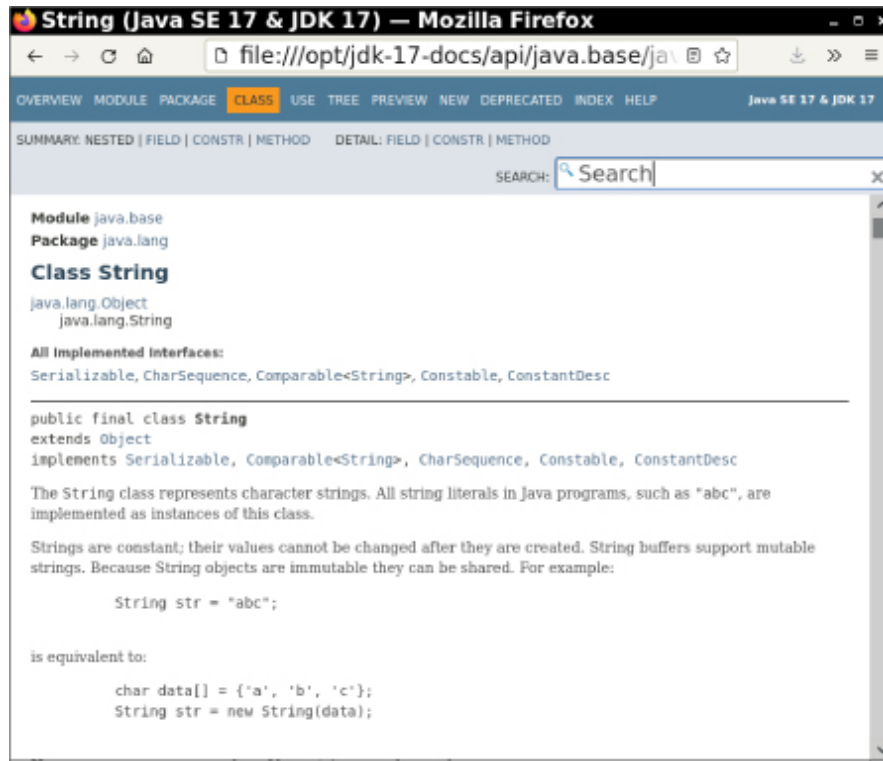 String (Java SE 17 & JDK 17) — Mozilla Firefox
file:///opt/jdk-17-docs/api/java.base/ja
OVERVIEW MODULE PACKAGE CLASS USE TREE PREVIEW NEW DEPRECATED INDEX HELP Java SE 17 & JDK 17
SUMMARY: NESTED | FIELD | CONSTR | METHOD DETAIL: FIELD | CONSTR | METHOD
SEARCH: Search
Module java.base
Package java.lang
Class String
java.lang.Object
java.lang.String
All Implemented Interfaces:
Serializable, CharSequence, Comparable<String>, Constable, ConstantDesc
public final class String
extends Object
implements Serializable, Comparable<String>, CharSequence, Constable, ConstantDesc
The String class represents character strings. All string literals in Java programs, such as "abc", are
implemented as instances of this class.
Strings are constant; their values cannot be changed after they are created. String buffers support mutable
strings. Because String objects are immutable they can be shared. For example:
String str = "abc";
is equivalent to:
char data[] = {'a', 'b', 'c'};
String str = new String(data);